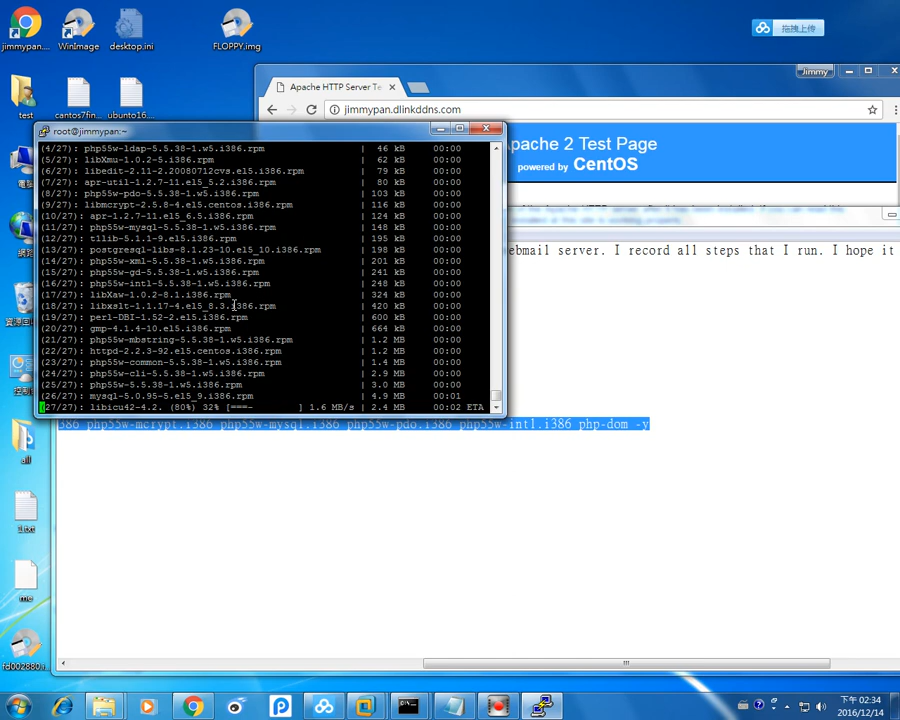 jimmypan....
WinImage
desktop.ini
FLOPPY.img
拖拽上传
test
cantos7fin...
ubunto16....
Jimmy
Apache HTTP Server Te
jimmypan.dlinkddns.com
root@jimmypan:~
pache 2 Test Page
powered by CentOS
(4/27): php55w-ldap-5.5.38-1.w5.i386.rpm | 46 kB 00:00
(5/27): libXmu-1.0.2-5.i386.rpm | 62 kB 00:00
(6/27): libedit-2.11-2.20080712cvs.el5.i386.rpm | 79 kB 00:00
(7/27): apr-util-1.2.7-11.el5_5.2.i386.rpm | 80 kB 00:00
(8/27): php55w-pdo-5.5.38-1.w5.i386.rpm | 103 kB 00:00
(9/27): libmcrypt-2.5.8-4.el5.centos.i386.rpm | 116 kB 00:00
(10/27): apr-1.2.7-11.el5_6.5.i386.rpm | 124 kB 00:00
(11/27): php55w-mysql-5.5.38-1.w5.i386.rpm | 148 kB 00:00
(12/27): t1lib-5.1.1-9.el5.i386.rpm | 195 kB 00:00
(13/27): postgresql-libs-8.1.23-10.el5_10.i386.rpm | 198 kB 00:00
(14/27): php55w-xml-5.5.38-1.w5.i386.rpm | 201 kB 00:00
(15/27): php55w-gd-5.5.38-1.w5.i386.rpm | 241 kB 00:00
(16/27): php55w-intl-5.5.38-1.w5.i386.rpm | 248 kB 00:00
(17/27): libXaw-1.0.2-8.1.i386.rpm | 324 kB 00:00
(18/27): libxslt-1.1.17-4.el5_8.3.i386.rpm | 420 kB 00:00
(19/27): perl-DBI-1.52-2.el5.i386.rpm | 600 kB 00:00
(20/27): gmp-4.1.4-10.el5.i386.rpm | 664 kB 00:00
(21/27): php55w-mbstring-5.5.38-1.w5.i386.rpm | 1.2 MB 00:00
(22/27): httpd-2.2.3-92.el5.centos.i386.rpm | 1.2 MB 00:00
(23/27): php55w-common-5.5.38-1.w5.i386.rpm | 1.4 MB 00:00
(24/27): php55w-cli-5.5.38-1.w5.i386.rpm | 2.9 MB 00:00
(25/27): php55w-5.5.38-1.w5.i386.rpm | 3.0 MB 00:00
(26/27): mysql-5.0.95-5.el5_9.i386.rpm | 4.9 MB 00:01
(27/27): libicu42-4.2. (80%) 32% [===- ] 1.6 MB/s | 2.4 MB 00:02 ETA
ebmail server. I record all steps that I run. I hope it
386 php55w-mcrypt.i386 php55w-mysql.i386 php55w-pdo.i386 php55w-intl.i386 php-dom -y
all
1.txt
me
fd002880...
下午 02:34
2016/12/14